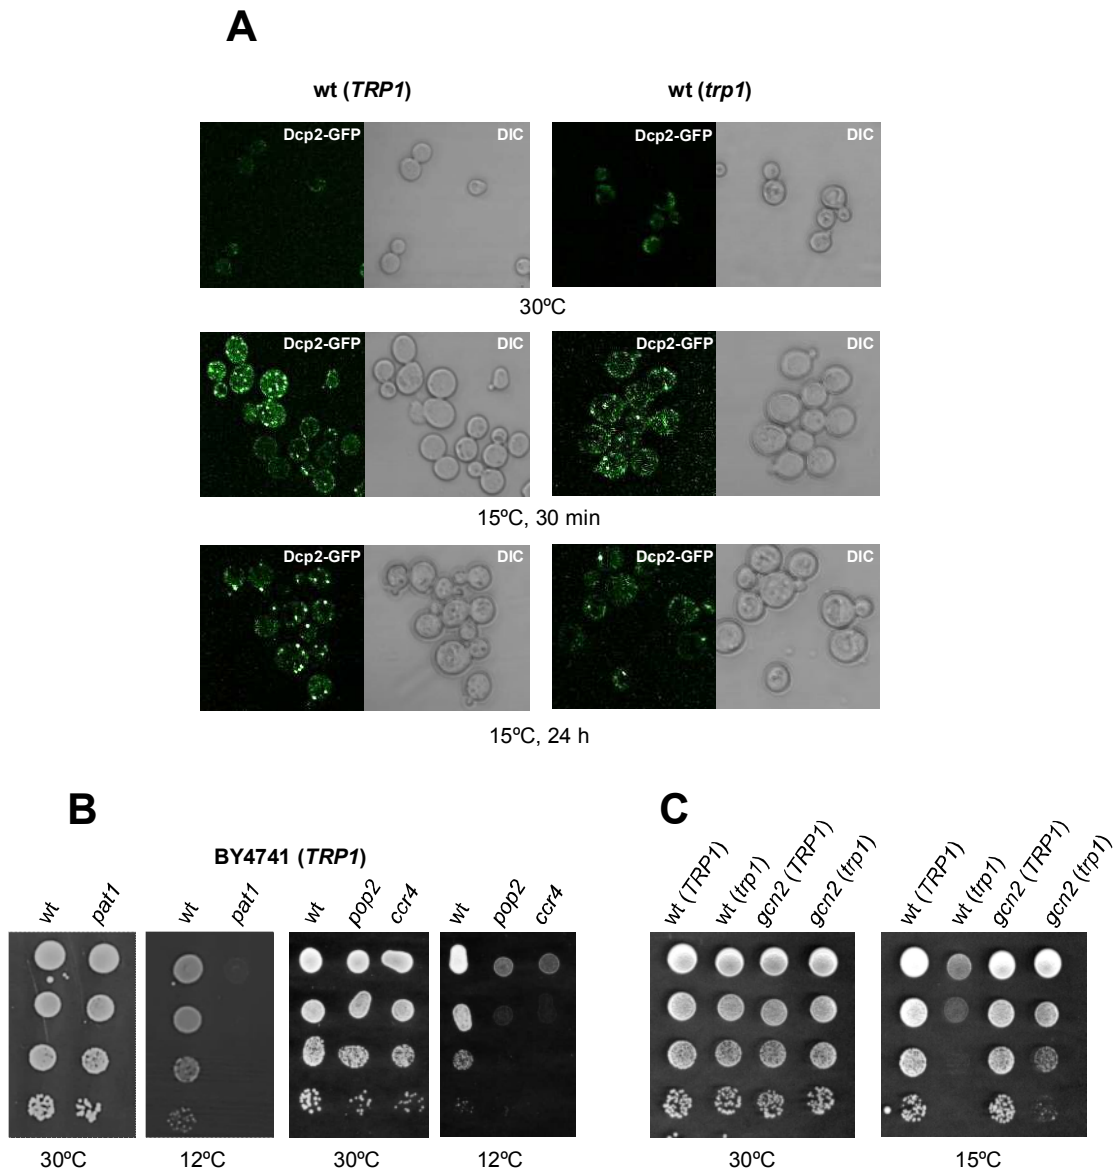 A
wt (TRP1) wt (trp1)
Dcp2-GFP DIC Dcp2-GFP DIC
30ºC
Dcp2-GFP DIC Dcp2-GFP DIC
15ºC, 30 min
Dcp2-GFP DIC Dcp2-GFP DIC
15ºC, 24 h
B
BY4741 (TRP1)
wt pat1 wt pat1 wt pop2 ccr4 wt pop2 ccr4
30ºC 12ºC 30ºC 12ºC
C
wt (TRP1) wt (trp1) gcn2 (TRP1) gcn2 (trp1) wt (TRP1) wt (trp1) gcn2 (TRP1) gcn2 (trp1)
30ºC 15ºC